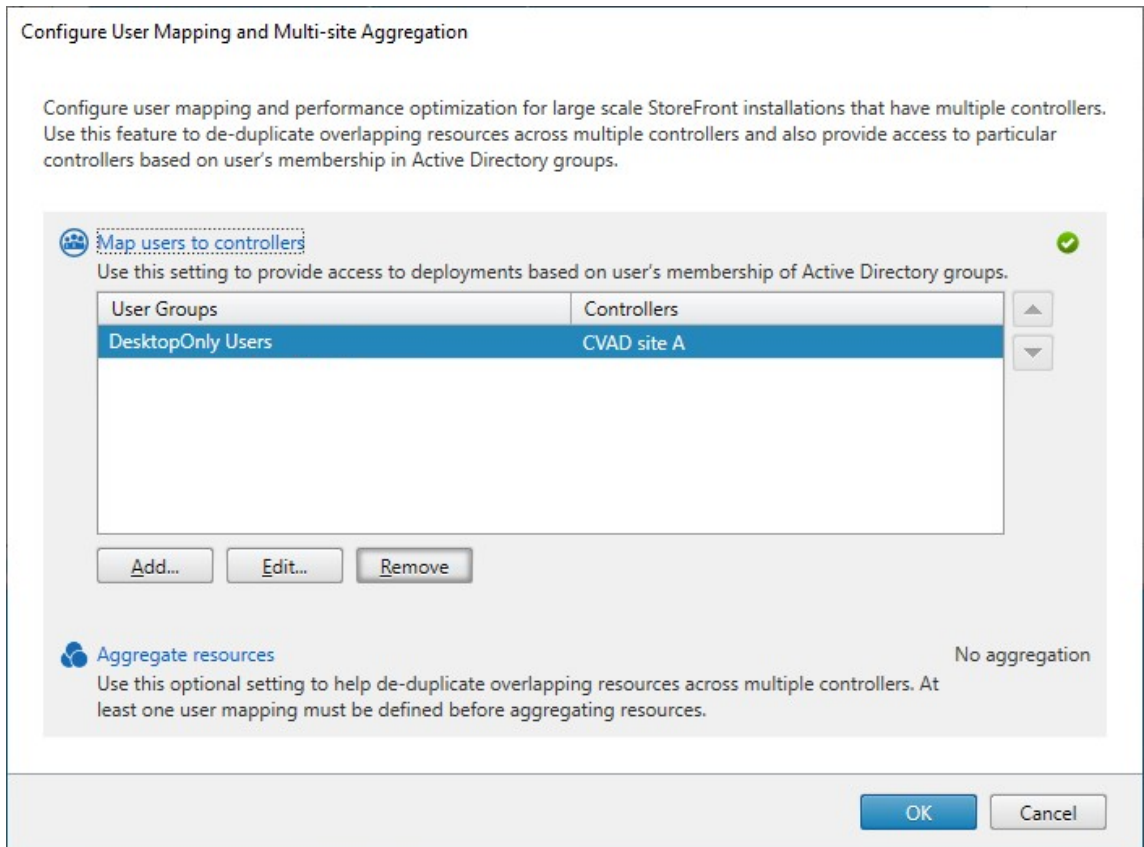 Configure User Mapping and Multi-site Aggregation
Configure user mapping and performance optimization for large scale StoreFront installations that have multiple controllers.
Use this feature to de-duplicate overlapping resources across multiple controllers and also provide access to particular
controllers based on user's membership in Active Directory groups.
Map users to controllers
Use this setting to provide access to deployments based on user's membership of Active Directory groups.
User Groups Controllers
DesktopOnly Users CVAD site A
Add... Edit... Remove
Aggregate resources No aggregation
Use this optional setting to help de-duplicate overlapping resources across multiple controllers. At
least one user mapping must be defined before aggregating resources.
OK Cancel